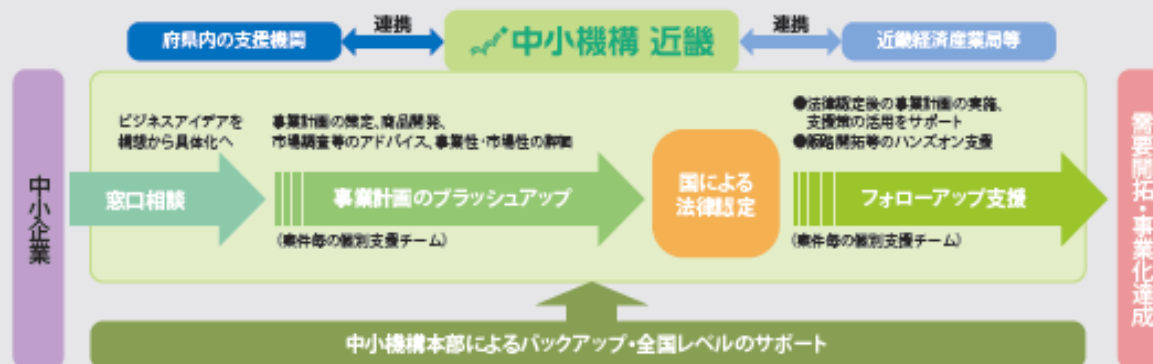 府県内の支援機関
連携
中小機構 近畿
連携
近畿経済産業局等
中小企業
ビジネスアイデアを
構想から具体化へ
窓口相談
事業計画の策定、商品開発、
市場調査等のアドバイス、事業性・市場性の評価
事業計画のブラッシュアップ
(案件毎の個別支援チーム)
国による
法律認定
●法律認定後の事業計画の実施、
支援策の活用をサポート
●販路開拓等のハンズオン支援
フォローアップ支援
(案件毎の個別支援チーム)
需要開拓・事業化達成
中小機構本部によるバックアップ・全国レベルのサポート